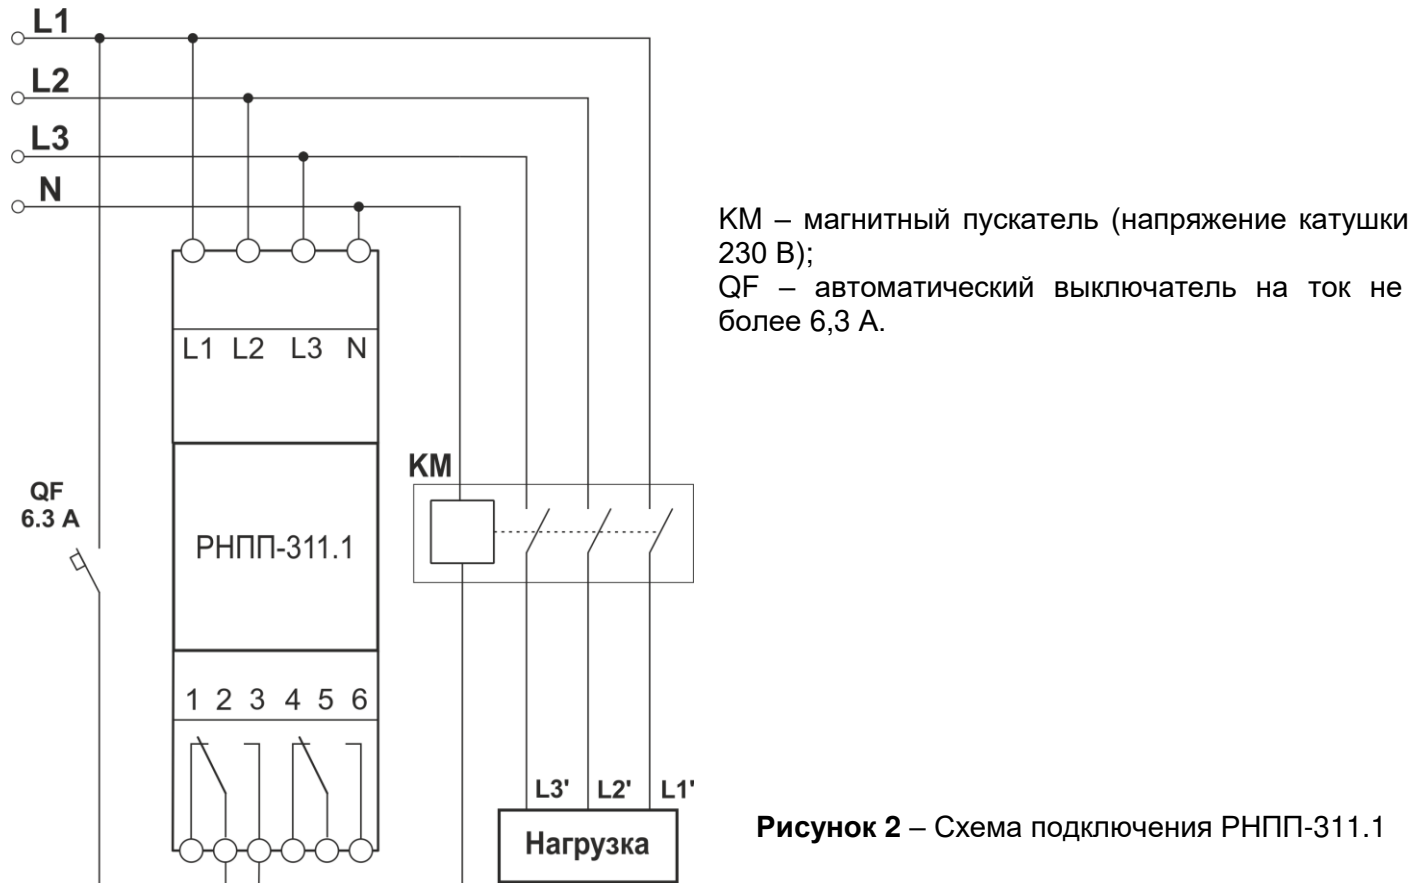 L1
L2
L3
N
КМ – магнитный пускатель (напряжение катушки
230 В);
QF – автоматический выключатель на ток не
более 6,3 А.
L1 L2 L3 N
КМ
QF
6.3 А
РНПП-311.1
1 2 3 4 5 6
L3' L2' L1'
Нагрузка
Рисунок 2 – Схема подключения РНПП-311.1